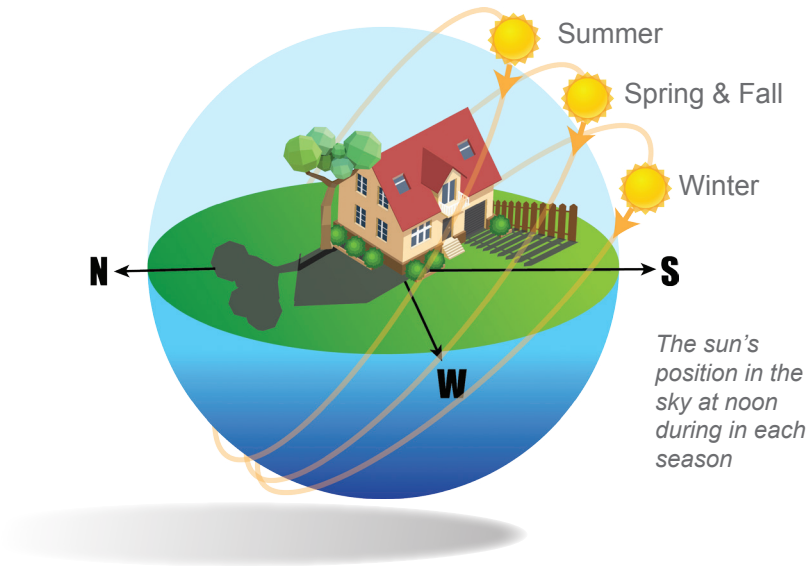 Summer
Spring & Fall
Winter
N
S
W
The sun's
position in the
sky at noon
during in each
season